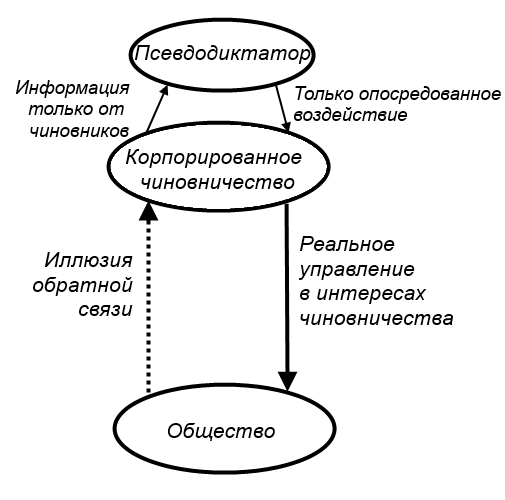 Псевдодиктатор
Информация
только от
чиновников
Только опосредованное
воздействие
Корпорированное
чиновничество
Иллюзия
обратной
связи
Реальное
управление
в интересах
чиновничества
Общество